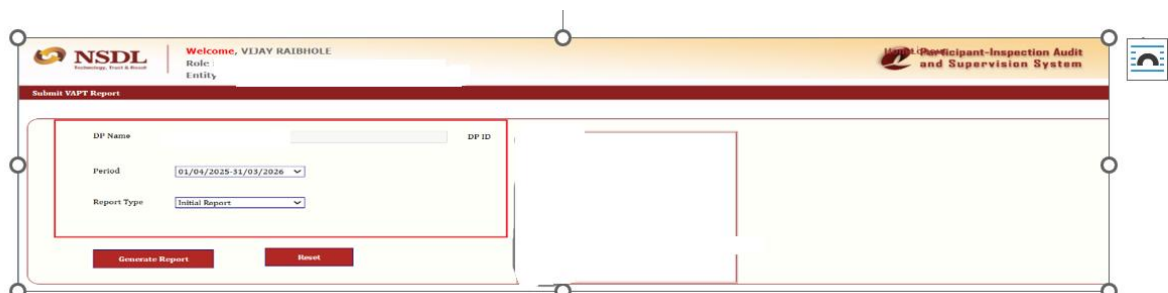 NSDL
Technology, Trust & Reach
Welcome, VIJAY RAIBHOLE
Role
Entity
Participant-Inspection Audit
and Supervision System
Submit VAPT Report
DP Name
DP ID
Period
01/04/2025-31/03/2026
Report Type
Initial Report
Generate Report
Reset